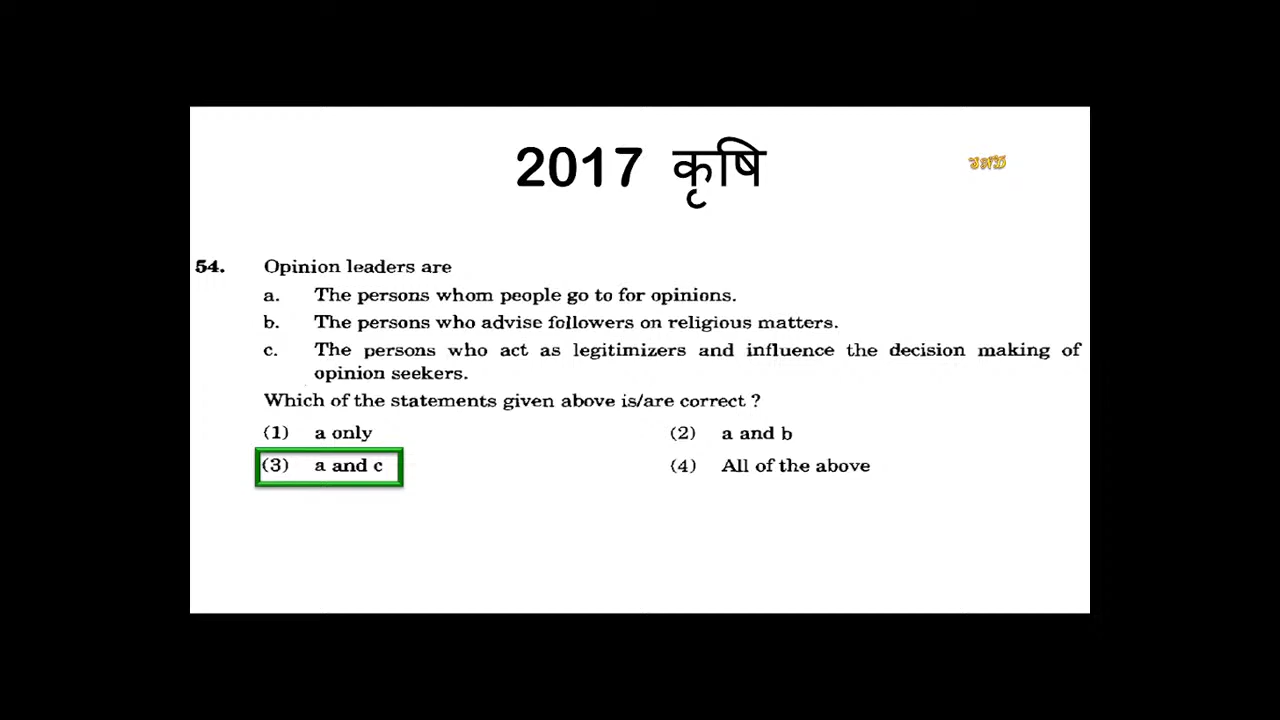 2017 कृषि
54. Opinion leaders are
a. The persons whom people go to for opinions.
b. The persons who advise followers on religious matters.
c. The persons who act as legitimizers and influence the decision making of
opinion seekers.
Which of the statements given above is/are correct ?
(1) a only (2) a and b
(3) a and c (4) All of the above